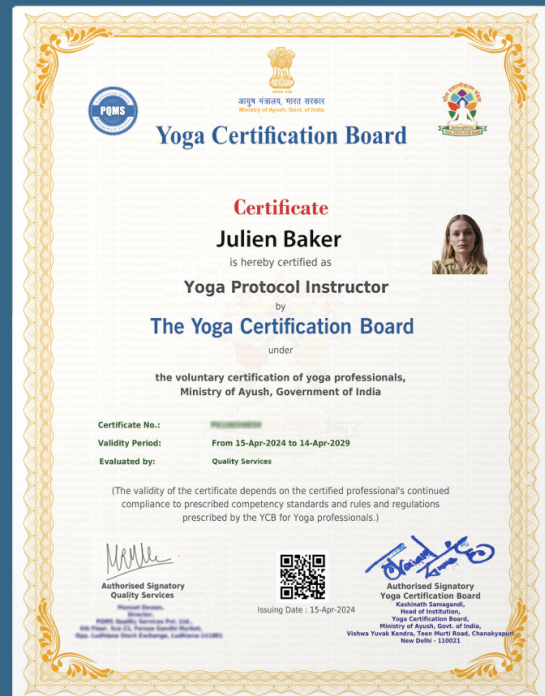 PQMS
आयुष मंत्रालय, भारत सरकार
Ministry of Ayush, Govt. of India
Yoga Certification Board
Certificate
Julien Baker
is hereby certified as
Yoga Protocol Instructor
by
The Yoga Certification Board
under
the voluntary certification of yoga professionals,
Ministry of Ayush, Government of India
Certificate No.:
Validity Period: From 15-Apr-2024 to 14-Apr-2029
Evaluated by: Quality Services
(The validity of the certificate depends on the certified professional's continued
compliance to prescribed competency standards and rules and regulations
prescribed by the YCB for Yoga professionals.)
Authorised Signatory
Quality Services
Issuing Date : 15-Apr-2024
Authorised Signatory
Yoga Certification Board
Kashinath Samagandi,
Head of Institution,
Yoga Certification Board,
Ministry of Ayush, Govt. of India,
Vishwa Yuvak Kendra, Teen Murti Road, Chanakyapuri
New Delhi - 110021